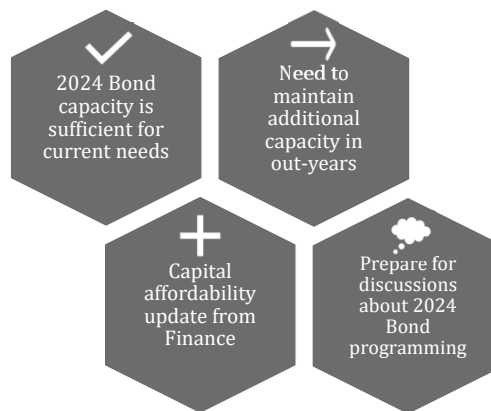 2024 Bond
capacity is
sufficient for
current needs
Need to
maintain
additional
capacity in
out-years
Capital
affordability
update from
Finance
Prepare for
discussions
about 2024
Bond
programming